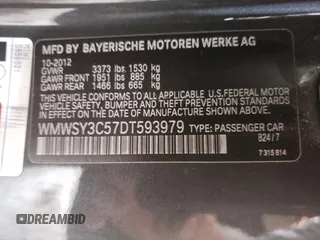 MFD BY BAYERISCHE MOTOREN WERKE AG
10-2012
GVWR 3373 lbs. 1530 kg
GAWR FRONT 1951 lbs. 885 kg
GAWR REAR 1466 lbs. 665 kg
THIS VEHICLE CONFORMS TO ALL APPLICABLE U.S.FEDERAL MOTOR
VEHICLE SAFETY, BUMPER, AND THEFT PREVENTION STANDARDS
IN EFFECT ON THE DATE OF MANUFACTURE SHOWN ABOVE.
WMWSY3C57DT593979 TYPE: PASSENGER CAR
B24/7
7 315 814
DREAMBID